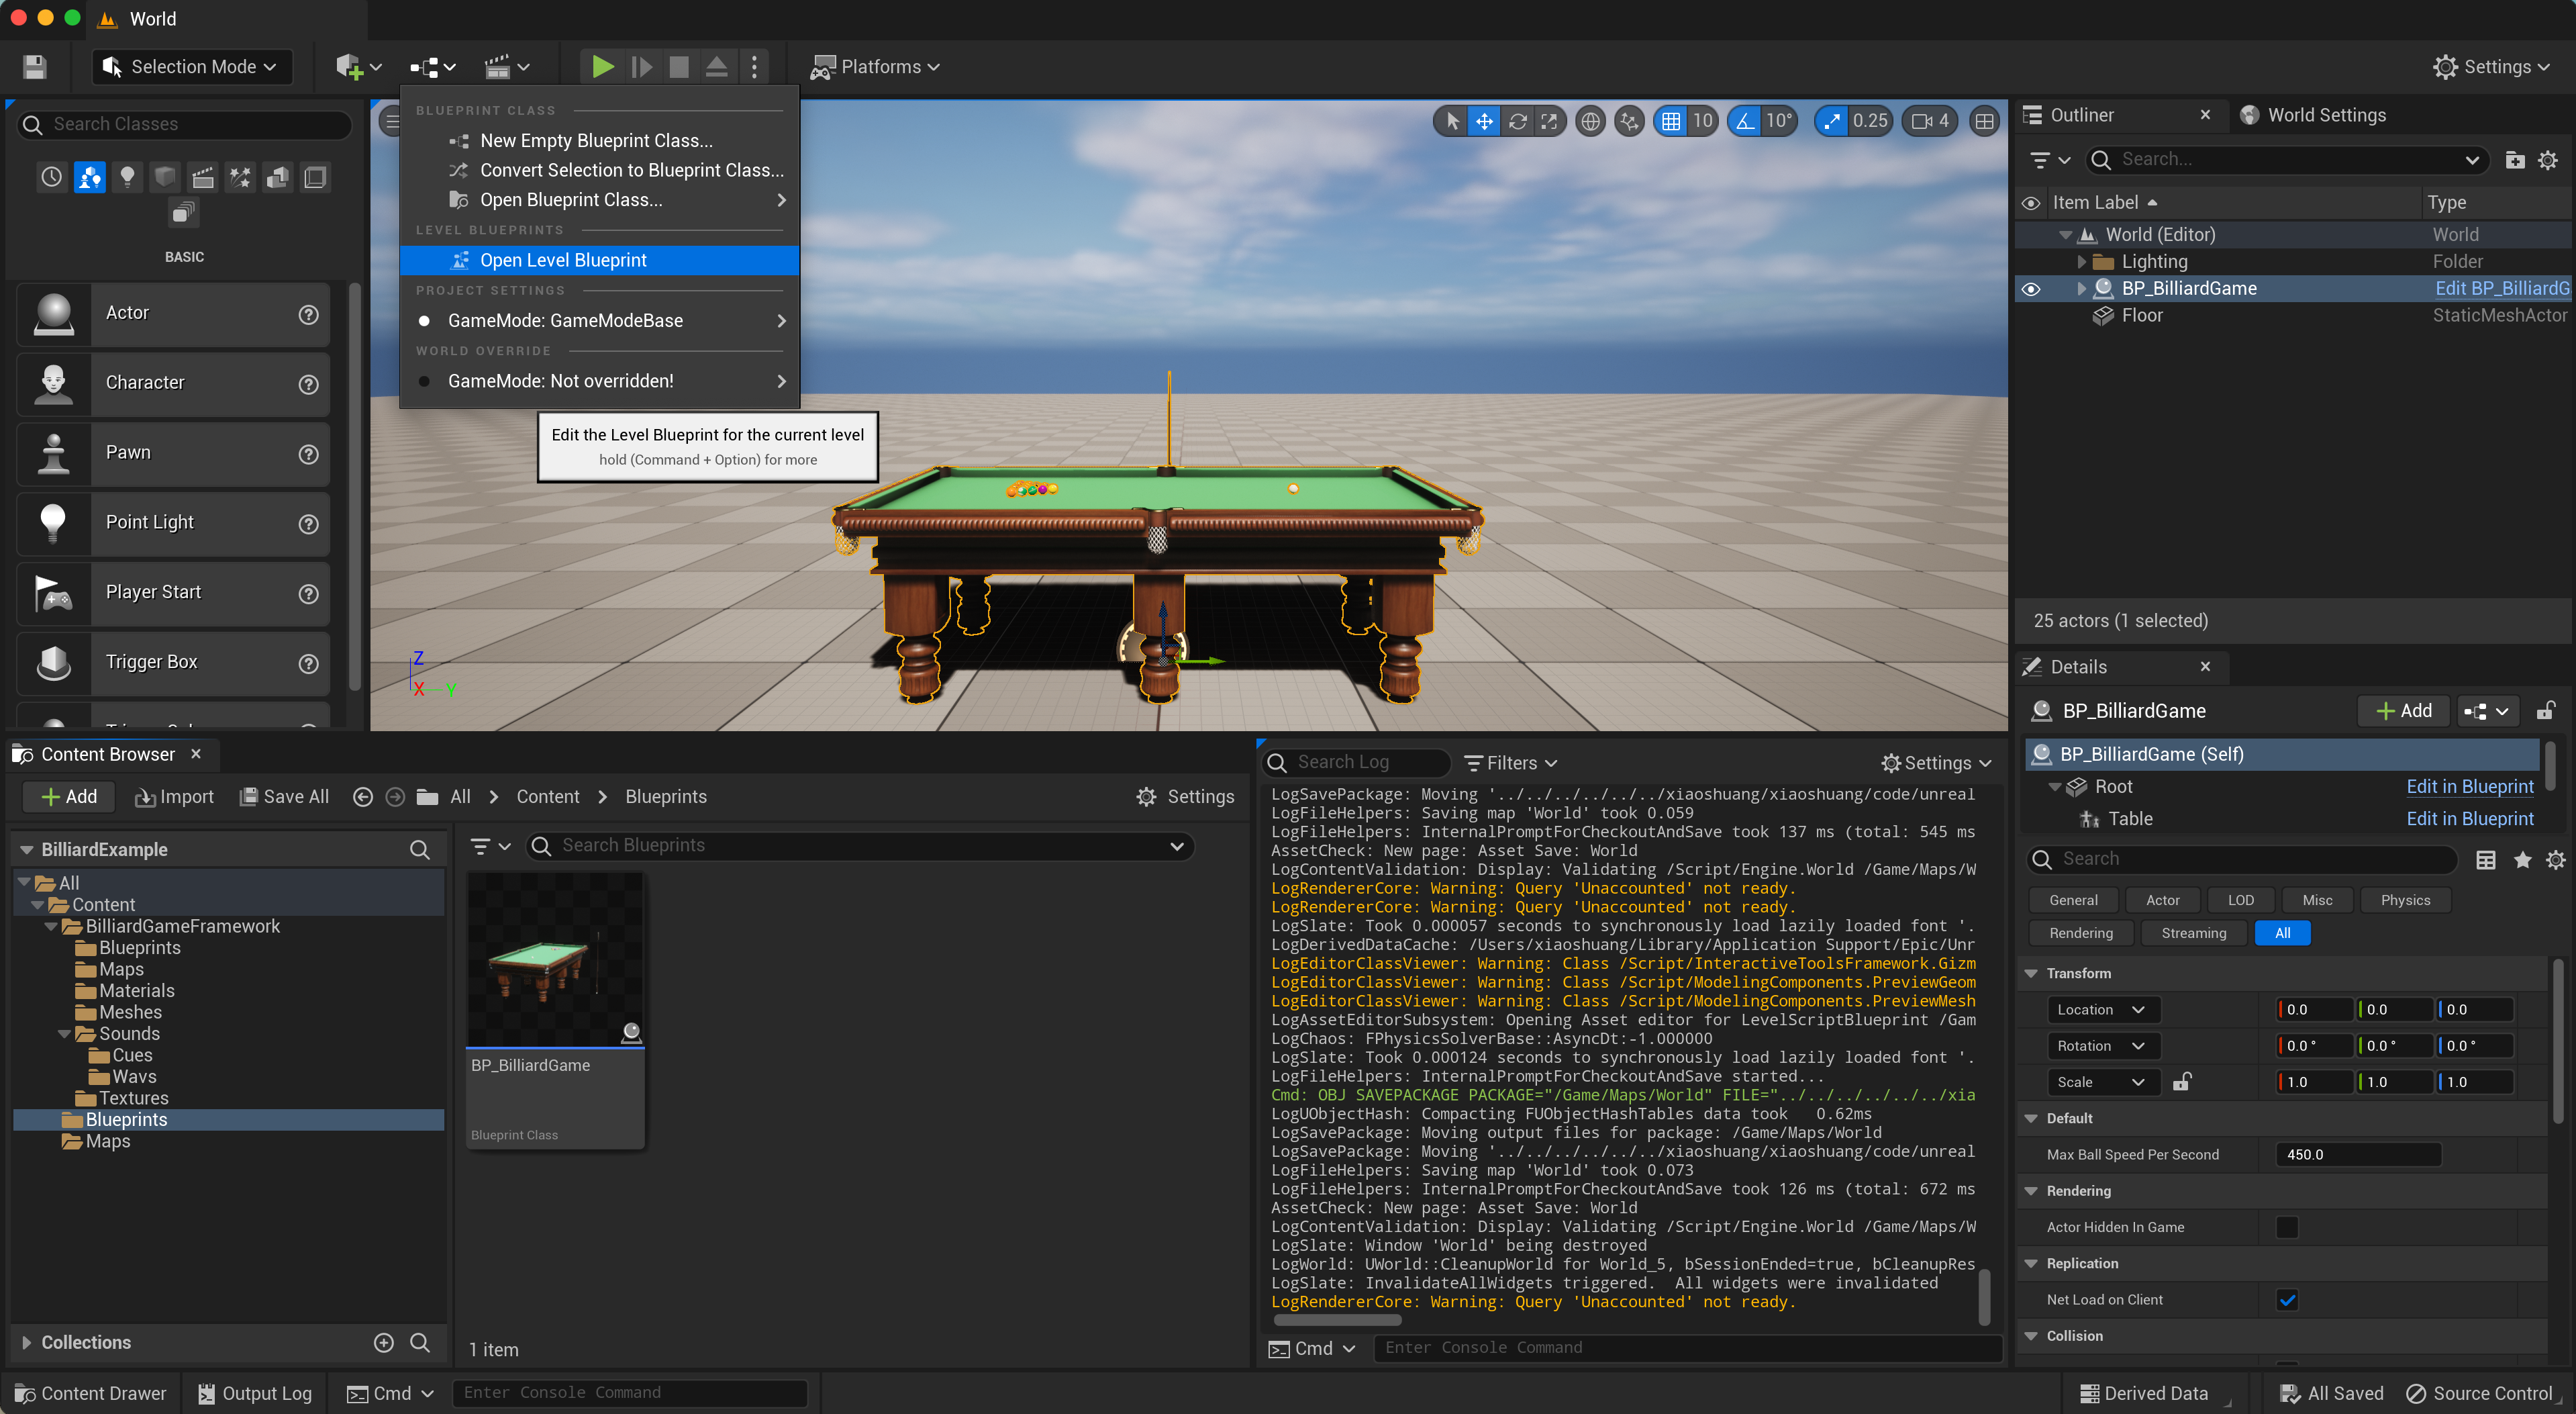 World
Selection Mode
Platforms
Settings
Search Classes
BASIC
Actor
Character
Pawn
Point Light
Player Start
Trigger Box
BLUEPRINT CLASS
New Empty Blueprint Class...
Convert Selection to Blueprint Class...
Open Blueprint Class...
LEVEL BLUEPRINTS
Open Level Blueprint
PROJECT SETTINGS
GameMode: GameModeBase
WORLD OVERRIDE
GameMode: Not overridden!
Edit the Level Blueprint for the current level
hold (Command + Option) for more
10
10°
0.25
4
Z
X
Y
Outliner
World Settings
Search...
Item Label
Type
World (Editor)
World
Lighting
Folder
BP_BilliardGame
Edit BP_BilliardG
Floor
StaticMeshActor
25 actors (1 selected)
Details
BP_BilliardGame
Add
BP_BilliardGame (Self)
Root
Edit in Blueprint
Table
Edit in Blueprint
Search
General
Actor
LOD
Misc
Physics
Rendering
Streaming
All
Transform
Location
0.0
0.0
0.0
Rotation
0.0 °
0.0 °
0.0 °
Scale
1.0
1.0
1.0
Default
Max Ball Speed Per Second
450.0
Rendering
Actor Hidden In Game
Replication
Net Load on Client
Collision
Content Browser
Add
Import
Save All
All
Content
Blueprints
Settings
BilliardExample
All
Content
BilliardGameFramework
Blueprints
Maps
Materials
Meshes
Sounds
Cues
Wavs
Textures
Blueprints
Maps
Collections
Search Blueprints
BP_BilliardGame
Blueprint Class
1 item
Search Log
Filters
Settings
LogSavePackage: Moving '../../../../../../xiaoshuang/xiaoshuang/code/unreal
LogFileHelpers: Saving map 'World' took 0.059
LogFileHelpers: InternalPromptForCheckoutAndSave took 137 ms (total: 545 ms
AssetCheck: New page: Asset Save: World
LogContentValidation: Display: Validating /Script/Engine.World /Game/Maps/W
LogRendererCore: Warning: Query 'Unaccounted' not ready.
LogRendererCore: Warning: Query 'Unaccounted' not ready.
LogSlate: Took 0.000057 seconds to synchronously load lazily loaded font '.
LogDerivedDataCache: /Users/xiaoshuang/Library/Application Support/Epic/Unr
LogEditorClassViewer: Warning: Class /Script/InteractiveToolsFramework.Gizm
LogEditorClassViewer: Warning: Class /Script/ModelingComponents.PreviewGeom
LogEditorClassViewer: Warning: Class /Script/ModelingComponents.PreviewMesh
LogAssetEditorSubsystem: Opening Asset editor for LevelScriptBlueprint /Gam
LogChaos: FPhysicsSolverBase::AsyncDt:-1.000000
LogSlate: Took 0.000124 seconds to synchronously load lazily loaded font '.
LogFileHelpers: InternalPromptForCheckoutAndSave started...
Cmd: OBJ SAVEPACKAGE PACKAGE="/Game/Maps/World" FILE="../../../../../../xia
LogUObjectHash: Compacting FUObjectHashTables data took   0.62ms
LogSavePackage: Moving output files for package: /Game/Maps/World
LogSavePackage: Moving '../../../../../../xiaoshuang/xiaoshuang/code/unreal
LogFileHelpers: Saving map 'World' took 0.073
LogFileHelpers: InternalPromptForCheckoutAndSave took 126 ms (total: 672 ms
AssetCheck: New page: Asset Save: World
LogContentValidation: Display: Validating /Script/Engine.World /Game/Maps/W
LogSlate: Window 'World' being destroyed
LogWorld: UWorld::CleanupWorld for World_5, bSessionEnded=true, bCleanupRes
LogSlate: InvalidateAllWidgets triggered.  All widgets were invalidated
LogRendererCore: Warning: Query 'Unaccounted' not ready.
Cmd
Enter Console Command
Content Drawer
Output Log
Cmd
Enter Console Command
Derived Data
All Saved
Source Control